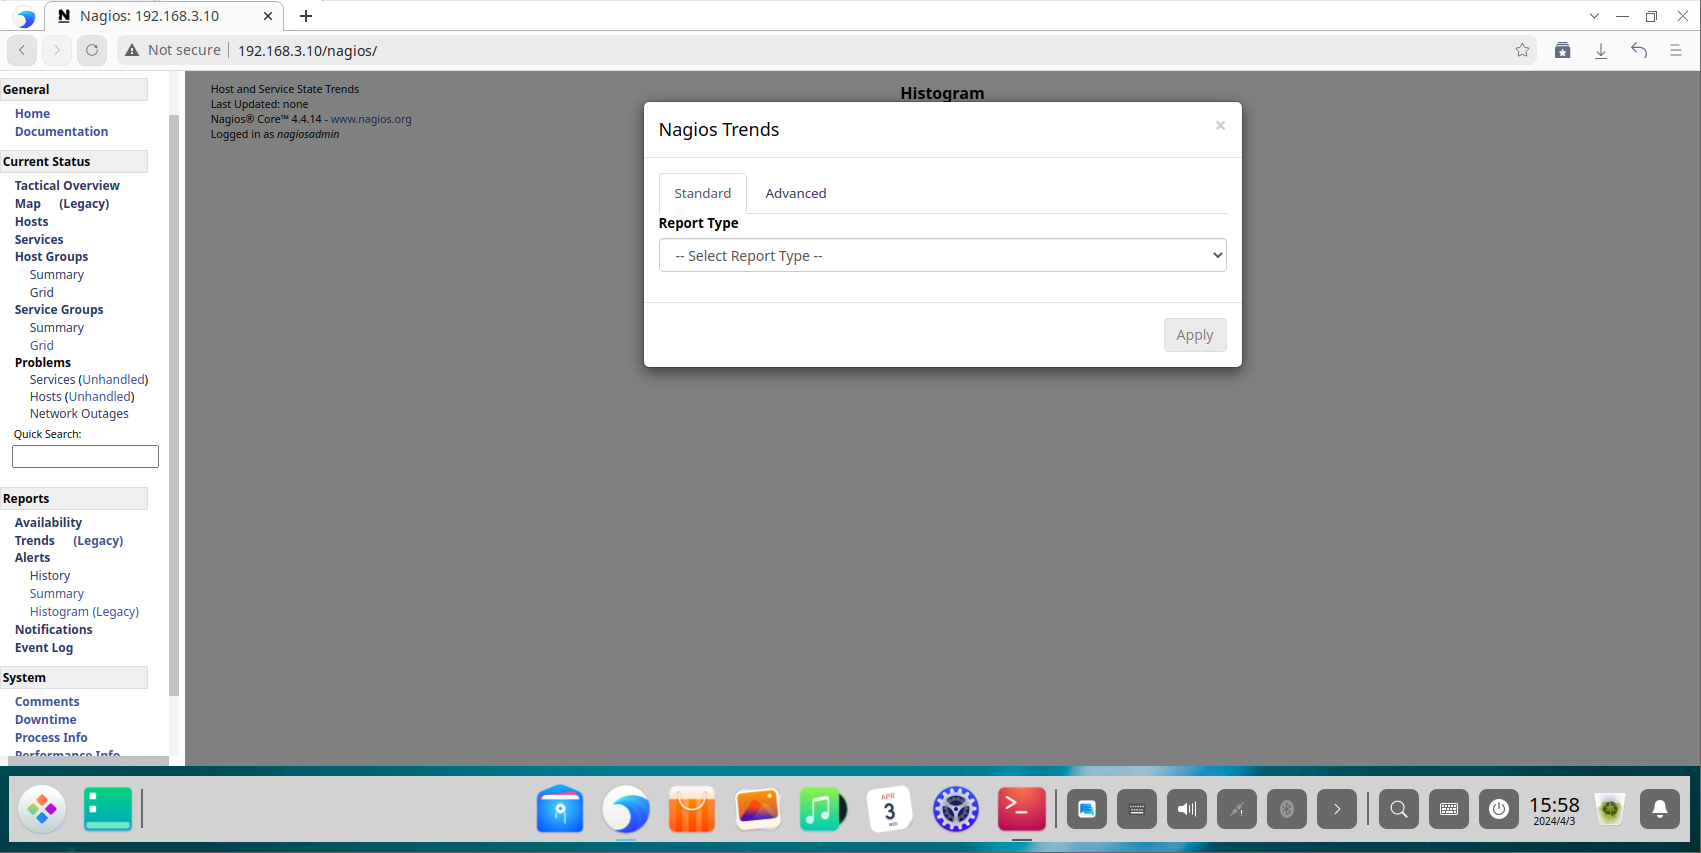 Nagios: 192.168.3.10
Not secure 192.168.3.10/nagios/
General
Home
Documentation
Current Status
Tactical Overview
Map (Legacy)
Hosts
Services
Host Groups
Summary
Grid
Service Groups
Summary
Grid
Problems
Services (Unhandled)
Hosts (Unhandled)
Network Outages
Quick Search:
Reports
Availability
Trends (Legacy)
Alerts
History
Summary
Histogram (Legacy)
Notifications
Event Log
System
Comments
Downtime
Process Info
Performance Info
Host and Service State Trends
Last Updated: none
Nagios® Core™ 4.4.14 - www.nagios.org
Logged in as nagiosadmin
Histogram
Nagios Trends
×
Standard Advanced
Report Type
-- Select Report Type --
Apply
APR
3
WED
15:58
2024/4/3